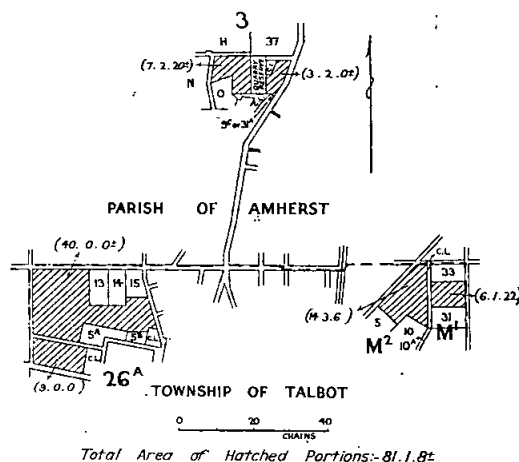 3
H 37
(7.2.20±) (3.2.0±)
QUARRY RESERVE
N
O
PARISH OF AMHERST
(40.0.0±)
C.L.
13 14 15 33
(14.3.6) (6.1.22)
5A 5B C.L. S 31
10 M² M¹
C.L. 10A
(9.0.0) 26A
TOWNSHIP OF TALBOT
0 20 40
CHAINS
Total Area of Hatched Portions:- 81.1.8±